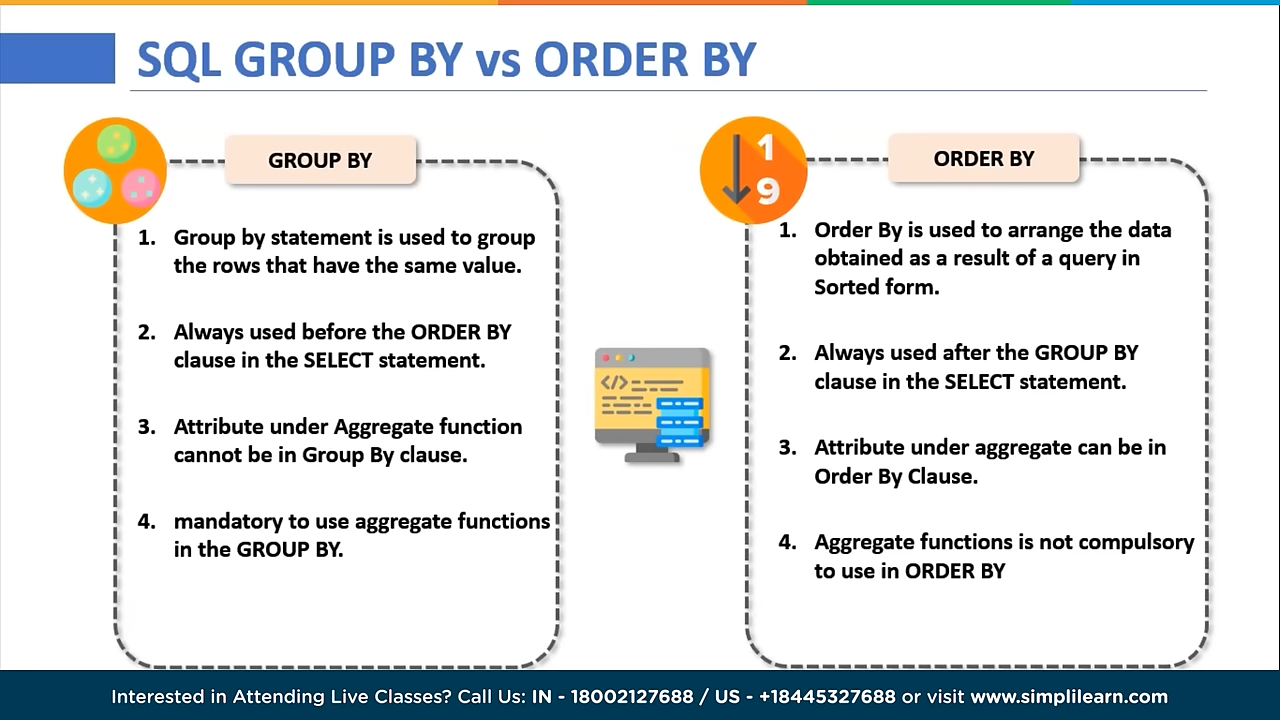 SQL GROUP BY vs ORDER BY
GROUP BY
1. Group by statement is used to group
the rows that have the same value.
2. Always used before the ORDER BY
clause in the SELECT statement.
3. Attribute under Aggregate function
cannot be in Group By clause.
4. mandatory to use aggregate functions
in the GROUP BY.
</>
1
9
ORDER BY
1. Order By is used to arrange the data
obtained as a result of a query in
Sorted form.
2. Always used after the GROUP BY
clause in the SELECT statement.
3. Attribute under aggregate can be in
Order By Clause.
4. Aggregate functions is not compulsory
to use in ORDER BY
Interested in Attending Live Classes? Call Us: IN - 18002127688 / US - +18445327688 or visit www.simplilearn.com